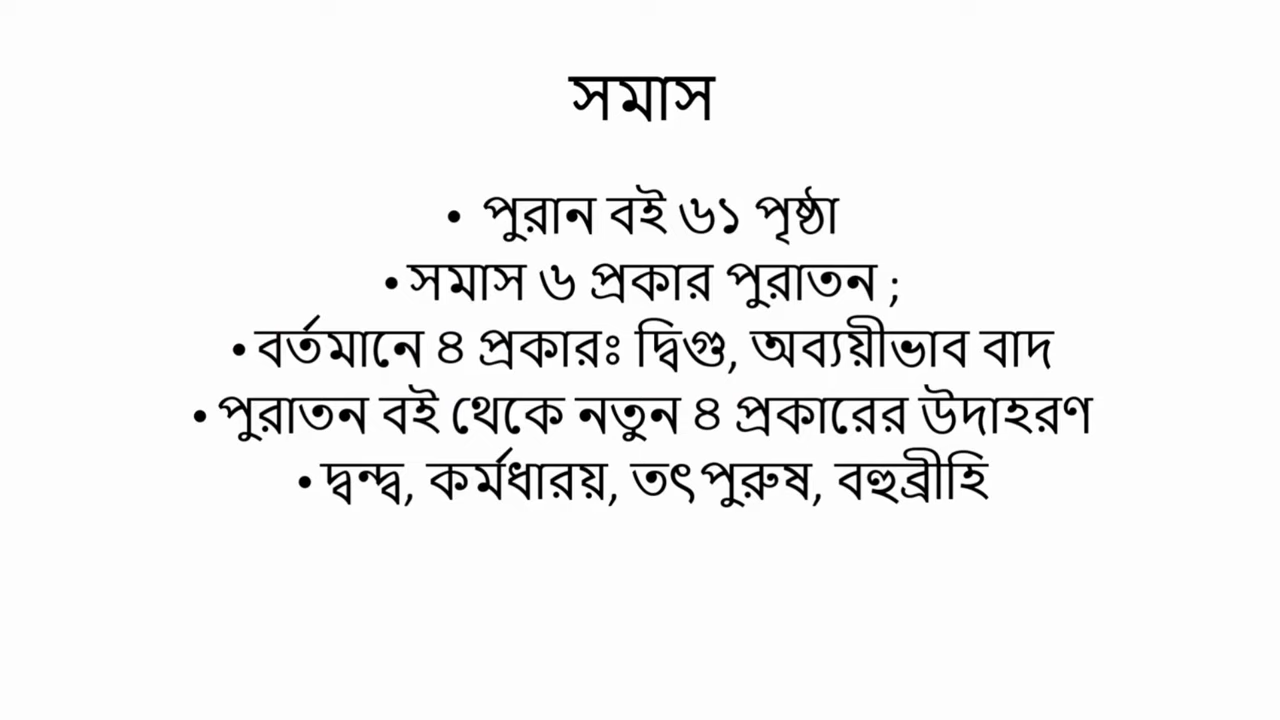 সমাস
• পুরান বই ৬১ পৃষ্ঠা
• সমাস ৬ প্রকার পুরাতন ;
• বর্তমানে ৪ প্রকারঃ দ্বিগু, অব্যয়ীভাব বাদ
• পুরাতন বই থেকে নতুন ৪ প্রকারের উদাহরণ
• দ্বন্দ্ব, কর্মধারয়, তৎপুরুষ, বহুব্রীহি